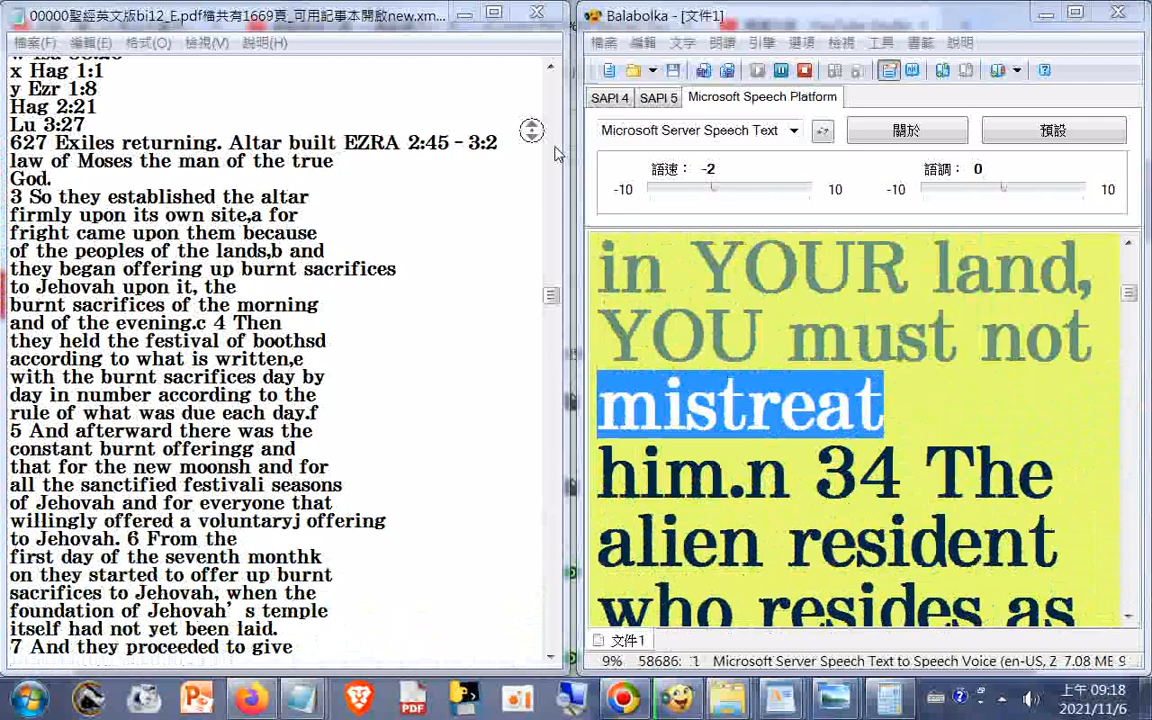 00000聖經英文版bi12_E.pdf檔共有1669頁_可用記事本開啟new.xm...
檔案(F) 編輯(E) 格式(O) 檢視(V) 說明(H)
x Hag 1:1
y Ezr 1:8
Hag 2:21
Lu 3:27
627 Exiles returning. Altar built EZRA 2:45 - 3:2
law of Moses the man of the true
God.
3 So they established the altar
firmly upon its own site,a for
fright came upon them because
of the peoples of the lands,b and
they began offering up burnt sacrifices
to Jehovah upon it, the
burnt sacrifices of the morning
and of the evening.c 4 Then
they held the festival of boothsd
according to what is written,e
with the burnt sacrifices day by
day in number according to the
rule of what was due each day.f
5 And afterward there was the
constant burnt offeringg and
that for the new moonsh and for
all the sanctified festivali seasons
of Jehovah and for everyone that
willingly offered a voluntaryj offering
to Jehovah. 6 From the
first day of the seventh monthk
on they started to offer up burnt
sacrifices to Jehovah, when the
foundation of Jehovah’s temple
itself had not yet been laid.
7 And they proceeded to give
Balabolka - [文件1]
檔案 編輯 文字 朗讀 引擎 選項 檢視 工具 書籤 說明
SAPI 4 SAPI 5 Microsoft Speech Platform
Microsoft Server Speech Text 關於 預設
語速： -2 語調： 0
-10 10 -10 10
in YOUR land,
YOU must not
mistreat
him.n 34 The
alien resident
who resides as
文件1
9% 58686: 1 Microsoft Server Speech Text to Speech Voice (en-US, Z 7.08 MB 9
PDF
上午 09:18
2021/11/6